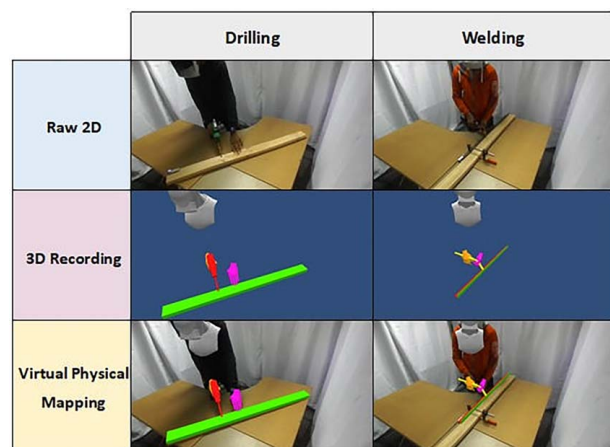 Drilling
Welding
Raw 2D
3D Recording
Virtual Physical
Mapping